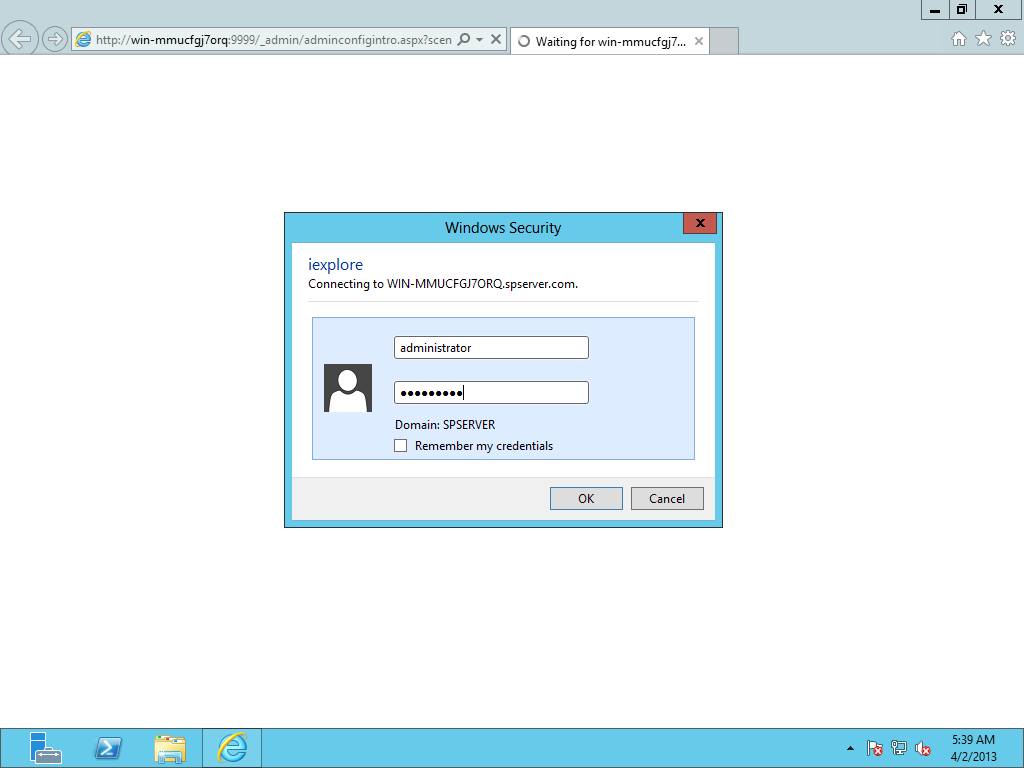 http://win-mmucfgj7orq:9999/_admin/adminconfigintro.aspx?scen
Waiting for win-mmucfgj7...
Windows Security
iexplore
Connecting to WIN-MMUCFGJ7ORQ.spserver.com.
administrator
Domain: SPSERVER
Remember my credentials
OK
Cancel
5:39 AM
4/2/2013